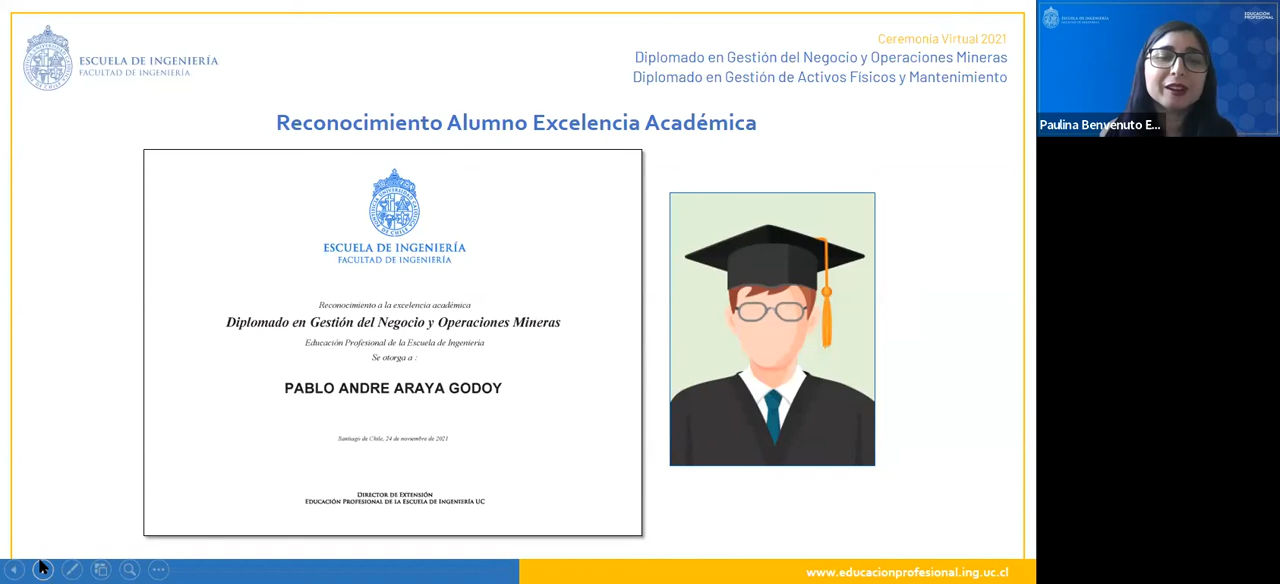 ESCUELA DE INGENIERÍA
FACULTAD DE INGENIERÍA
Ceremonía Virtual 2021
Diplomado en Gestión del Negocio y Operaciones Mineras
Diplomado en Gestión de Activos Físicos y Mantenimiento
Reconocimiento Alumno Excelencia Académica
ESCUELA DE INGENIERÍA
FACULTAD DE INGENIERÍA
Reconocimiento a la excelencia académica
Diplomado en Gestión del Negocio y Operaciones Mineras
Educación Profesional de la Escuela de Ingeniería
Se otorga a :
PABLO ANDRE ARAYA GODOY
Santiago de Chile, 24 de noviembre de 2021
DIRECTOR DE EXTENSIÓN
EDUCACIÓN PROFESIONAL DE LA ESCUELA DE INGENIERÍA UC
www.educacionprofesional.ing.uc.cl
EDUCACIÓN
PROFESIONAL
Paulina Benvenuto E...